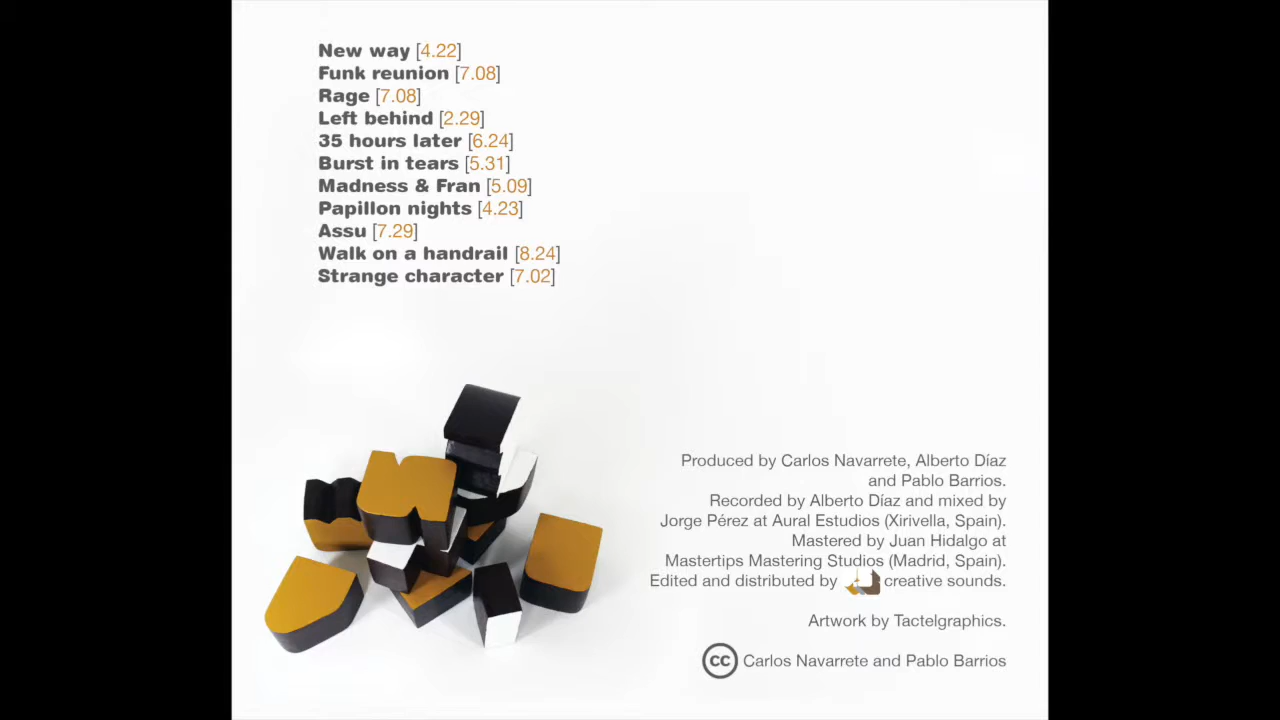 New way [4.22]
Funk reunion [7.08]
Rage [7.08]
Left behind [2.29]
35 hours later [6.24]
Burst in tears [5.31]
Madness & Fran [5.09]
Papillon nights [4.23]
Assu [7.29]
Walk on a handrail [8.24]
Strange character [7.02]
Produced by Carlos Navarrete, Alberto Díaz
and Pablo Barrios.
Recorded by Alberto Díaz and mixed by
Jorge Pérez at Aural Estudios (Xirivella, Spain).
Mastered by Juan Hidalgo at
Mastertips Mastering Studios (Madrid, Spain).
Edited and distributed by creative sounds.
Artwork by Tactelgraphics.
cc Carlos Navarrete and Pablo Barrios